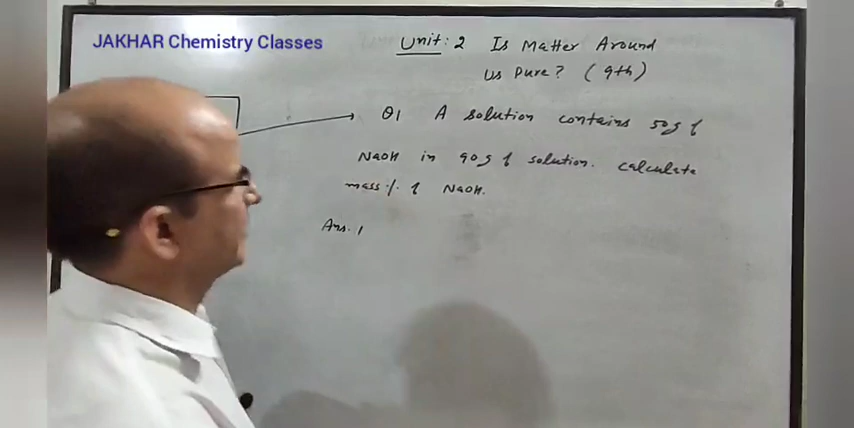 JAKHAR Chemistry Classes
Unit: 2 Is Matter Around
Us Pure? (9th)
Q1 A solution contains 50g of
NaOH in 90g of solution. Calculate
mass % of NaOH.
Ans. 1